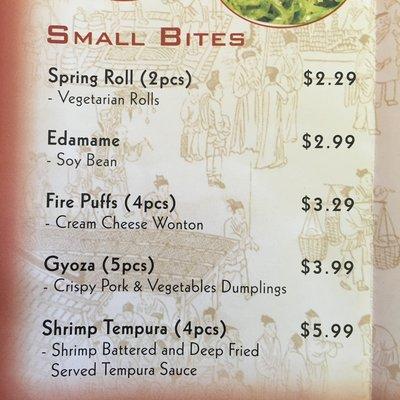 Small Bites
Spring Roll (2pcs) $2.29
- Vegetarian Rolls
Edamame $2.99
- Soy Bean
Fire Puffs (4pcs) $3.29
- Cream Cheese Wonton
Gyoza (5pcs) $3.99
- Crispy Pork & Vegetables Dumplings
Shrimp Tempura (4pcs) $5.99
- Shrimp Battered and Deep Fried
Served Tempura Sauce